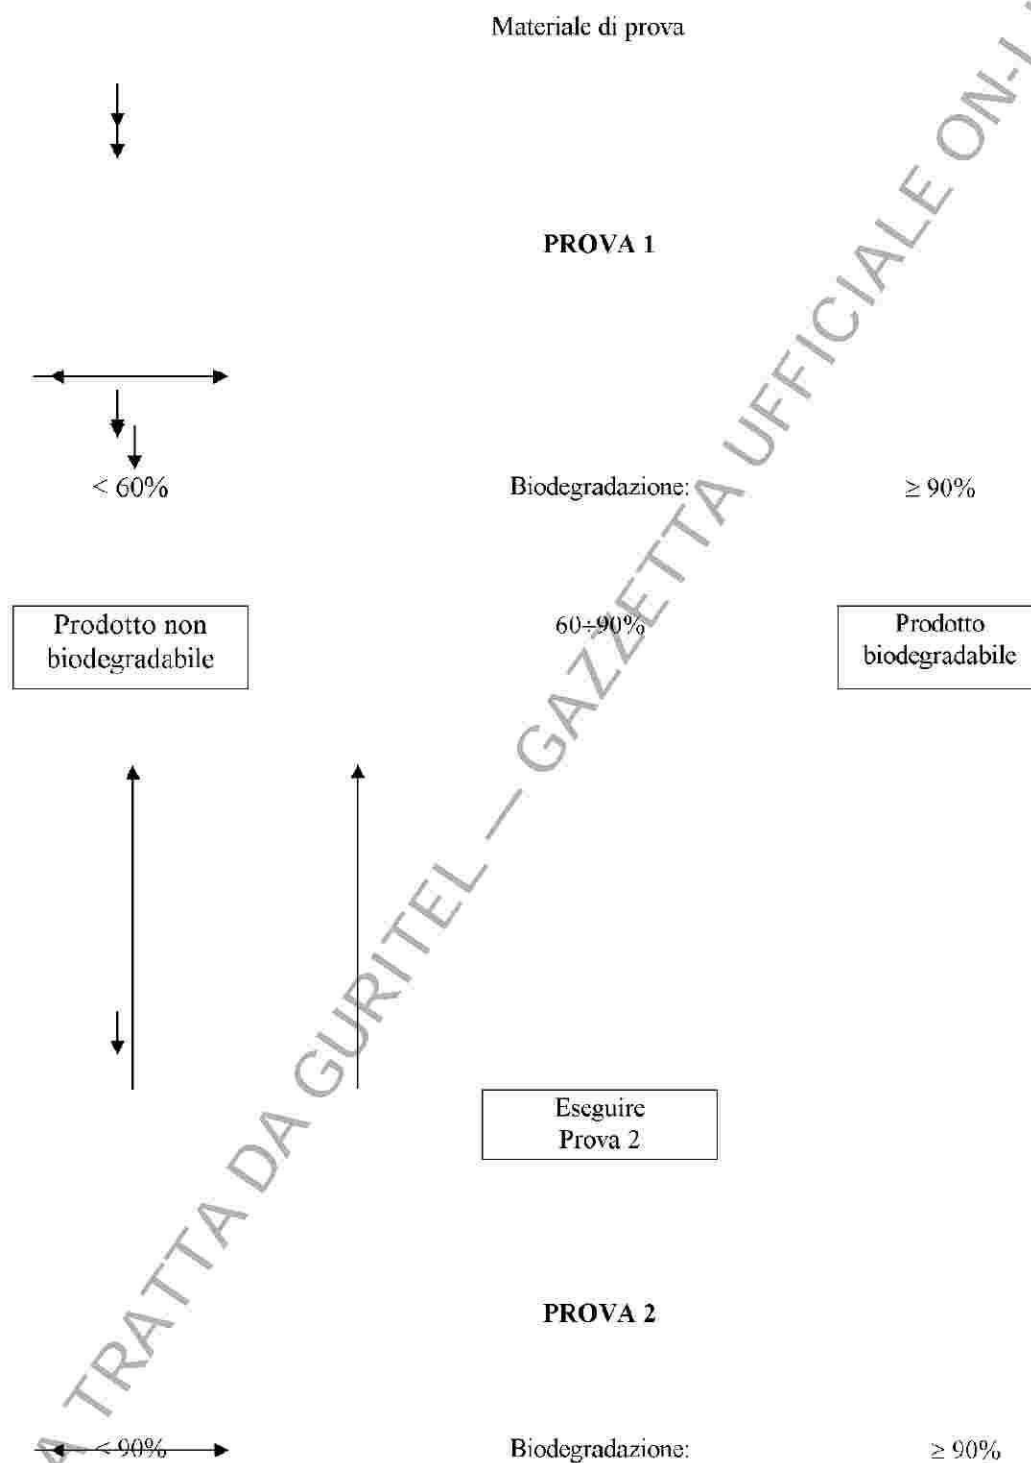 Materiale di prova
PROVA 1
< 60% Biodegradazione: ≥ 90%
Prodotto non
biodegradabile
60÷90%
Prodotto
biodegradabile
Eseguire
Prova 2
PROVA 2
< 90% Biodegradazione: ≥ 90%
A TRATTA DA GURITEL — GAZZETTA UFFICIALE ON-L